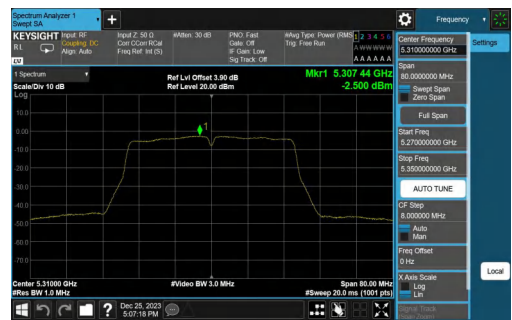 Spectrum Analyzer 1
Swept SA
+
Frequency
KEYSIGHT
Input: RF
Coupling: DC
Align: Auto
Input Z: 50 Ω
Corr CCorr RCal
Freq Ref: Int (S)
#Atten: 30 dB
PNO: Fast
Gate: Off
IF Gain: Low
Sig Track: Off
#Avg Type: Power (RMS)
Trig: Free Run
1 2 3 4 5 6
A W W W W W
A A A A A A
RL
LXI
1 Spectrum
Scale/Div 10 dB
Log
Ref Lvl Offset 3.90 dB
Ref Level 20.00 dBm
Mkr1 5.307 44 GHz
-2.500 dBm
10.0
0.00
-10.0
-20.0
-30.0
-40.0
-50.0
-60.0
-70.0
1
Center 5.31000 GHz
#Res BW 1.0 MHz
#Video BW 3.0 MHz
Span 80.00 MHz
#Sweep 20.0 ms (1001 pts)
Center Frequency
5.310000000 GHz
Span
80.0000000 MHz
Swept Span
Zero Span
Full Span
Start Freq
5.270000000 GHz
Stop Freq
5.350000000 GHz
AUTO TUNE
CF Step
8.000000 MHz
Auto
Man
Freq Offset
0 Hz
X Axis Scale
Log
Lin
Signal Track
(Span Zoom)
Settings
Local
?
Dec 25, 2023
5:07:18 PM